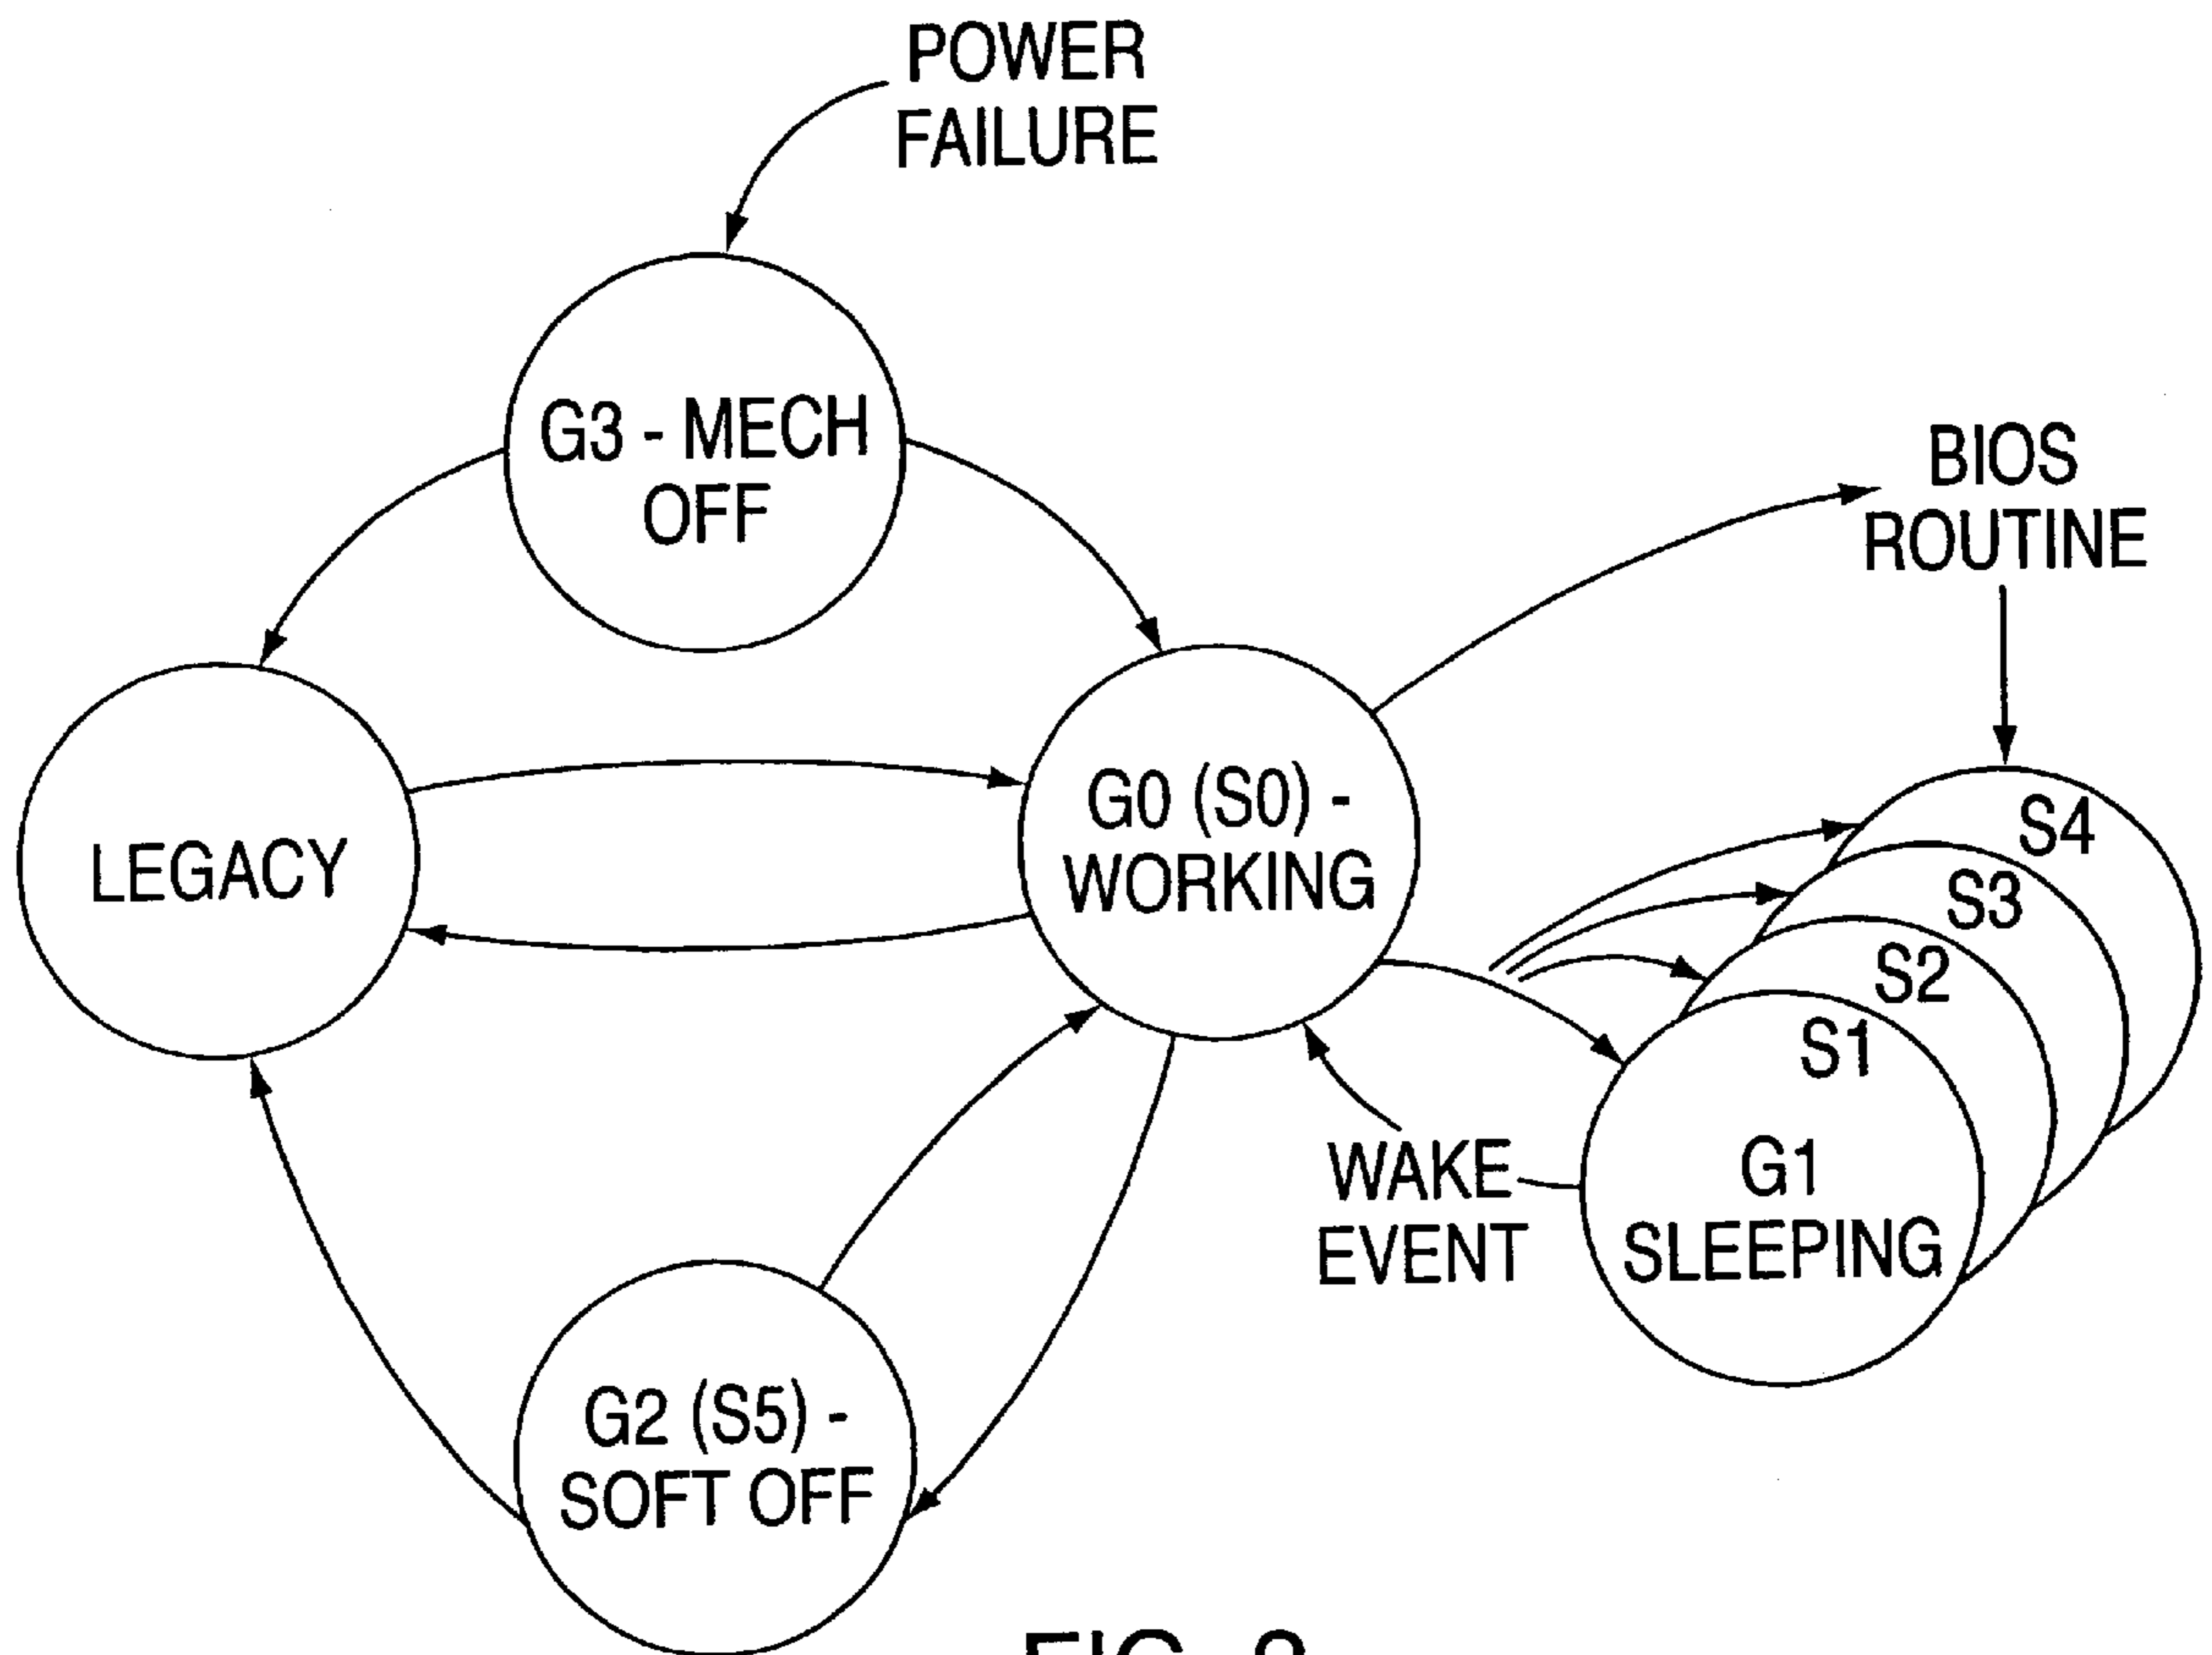 POWER
FAILURE
G3 - MECH
OFF
BIOS
ROUTINE
LEGACY
G0 (S0) -
WORKING
S4
S3
S2
S1
G1
SLEEPING
WAKE
EVENT
G2 (S5) -
SOFT OFF
FIG.